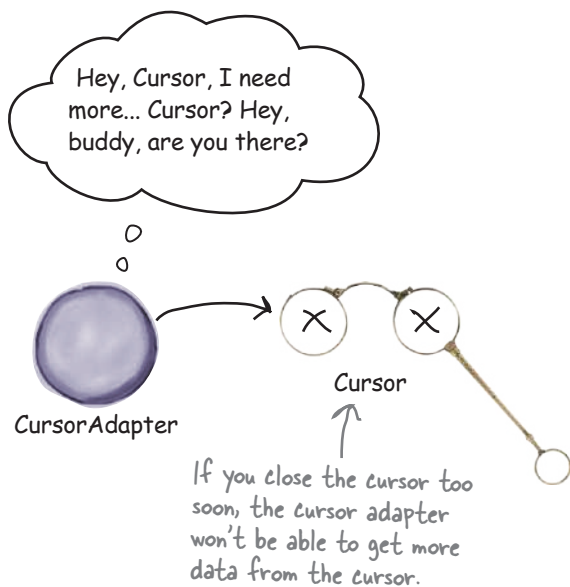 Hey, Cursor, I need
more... Cursor? Hey,
buddy, are you there?
CursorAdapter
Cursor
If you close the cursor too
soon, the cursor adapter
won't be able to get more
data from the cursor.